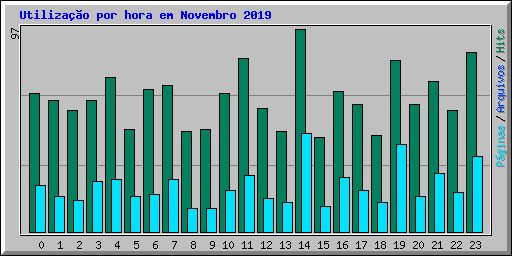 Utilização por hora em Novembro 2019
97
Páginas / Arquivos / Hits
0 1 2 3 4 5 6 7 8 9 10 11 12 13 14 15 16 17 18 19 20 21 22 23